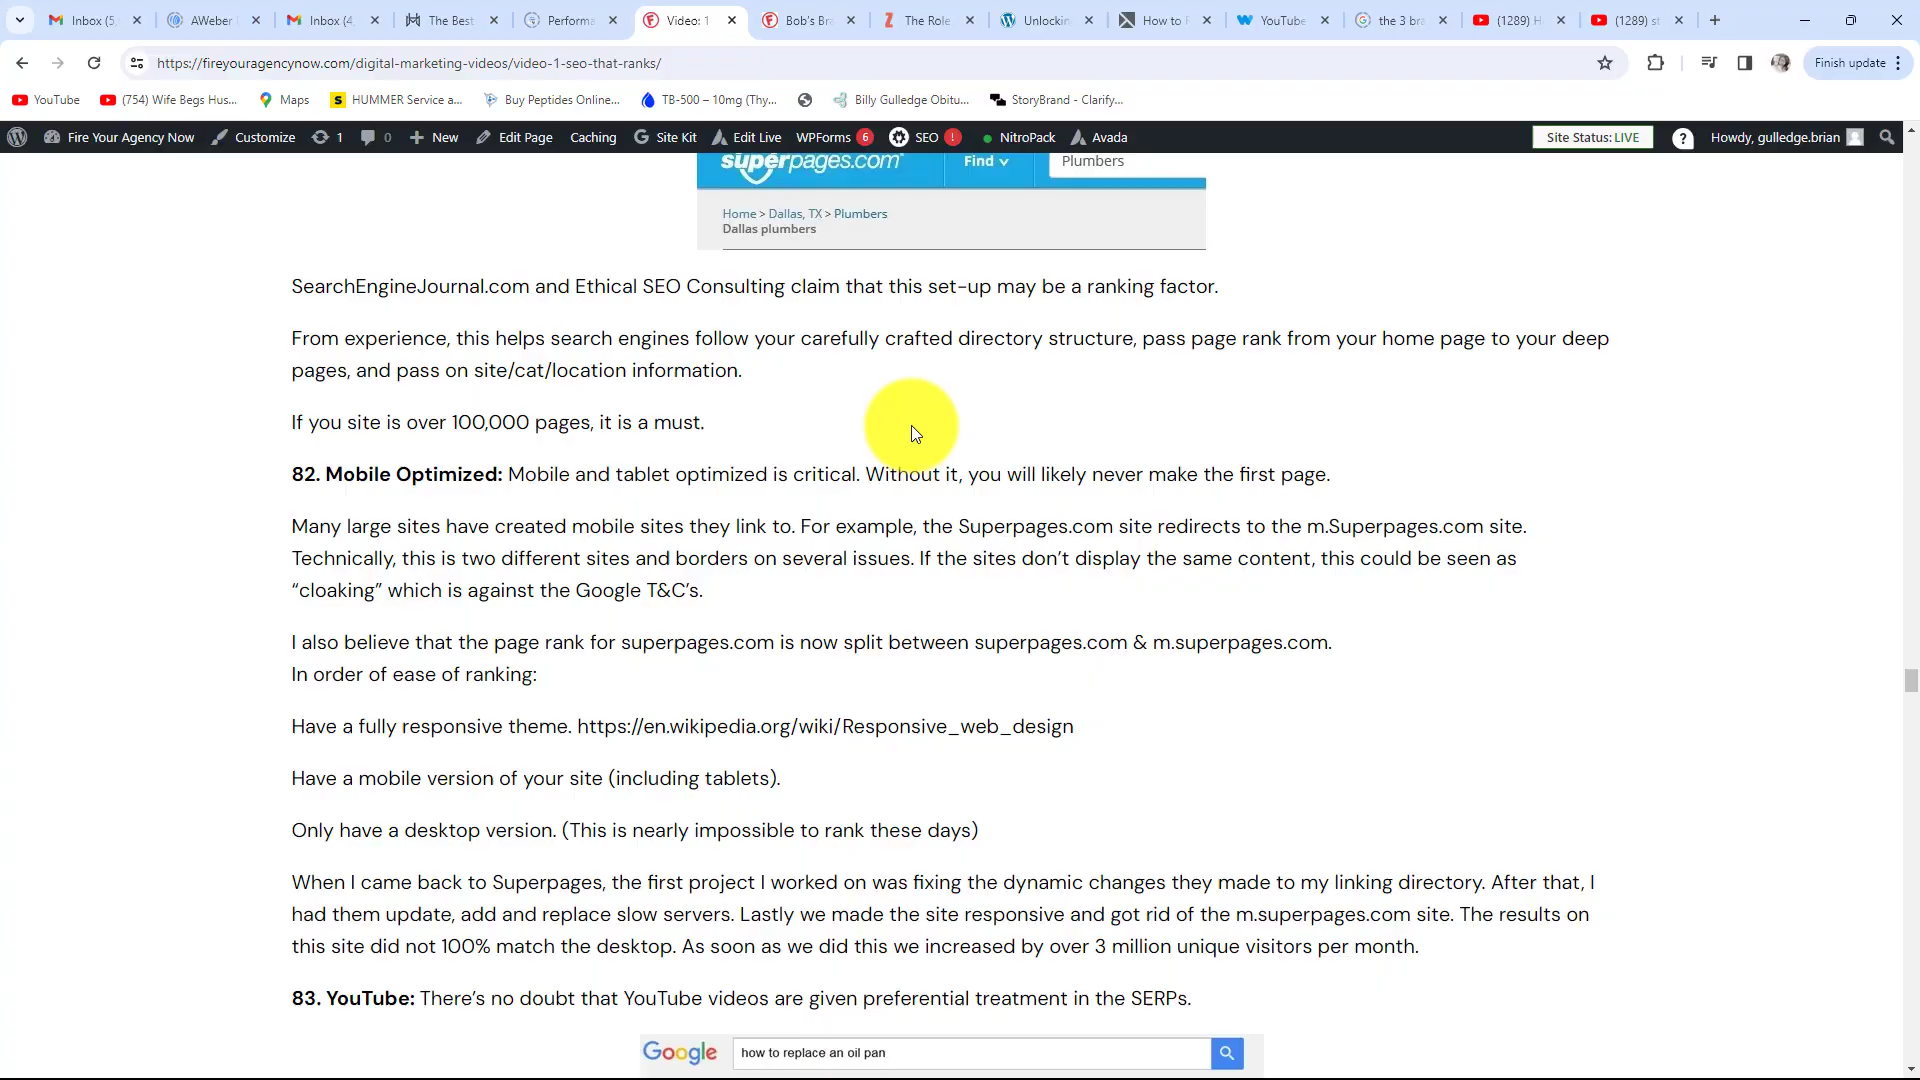 Inbox (5,
AWeber
Inbox (4,
The Best
Performa
Video: 1
Bob's Bra
The Role
Unlockin
How to F
YouTube
the 3 bra
(1289) H
(1289) st
https://fireyouragencynow.com/digital-marketing-videos/video-1-seo-that-ranks/
Finish update
YouTube
(754) Wife Begs Hus...
Maps
HUMMER Service a...
Buy Peptides Online...
TB-500 – 10mg (Thy...
Billy Gulledge Obitu...
StoryBrand - Clarify...
Fire Your Agency Now
Customize
1
0
New
Edit Page
Caching
Site Kit
Edit Live
WPForms 6
SEO !
NitroPack
Avada
Site Status: LIVE
Howdy, gulledge.brian
superpages.com
Find
Plumbers
Home > Dallas, TX > Plumbers
Dallas plumbers
SearchEngineJournal.com and Ethical SEO Consulting claim that this set-up may be a ranking factor.
From experience, this helps search engines follow your carefully crafted directory structure, pass page rank from your home page to your deep
pages, and pass on site/cat/location information.
If you site is over 100,000 pages, it is a must.
82. Mobile Optimized: Mobile and tablet optimized is critical. Without it, you will likely never make the first page.
Many large sites have created mobile sites they link to. For example, the Superpages.com site redirects to the m.Superpages.com site.
Technically, this is two different sites and borders on several issues. If the sites don’t display the same content, this could be seen as
“cloaking” which is against the Google T&C’s.
I also believe that the page rank for superpages.com is now split between superpages.com & m.superpages.com.
In order of ease of ranking:
Have a fully responsive theme. https://en.wikipedia.org/wiki/Responsive_web_design
Have a mobile version of your site (including tablets).
Only have a desktop version. (This is nearly impossible to rank these days)
When I came back to Superpages, the first project I worked on was fixing the dynamic changes they made to my linking directory. After that, I
had them update, add and replace slow servers. Lastly we made the site responsive and got rid of the m.superpages.com site. The results on
this site did not 100% match the desktop. As soon as we did this we increased by over 3 million unique visitors per month.
83. YouTube: There’s no doubt that YouTube videos are given preferential treatment in the SERPs.
Google
how to replace an oil pan